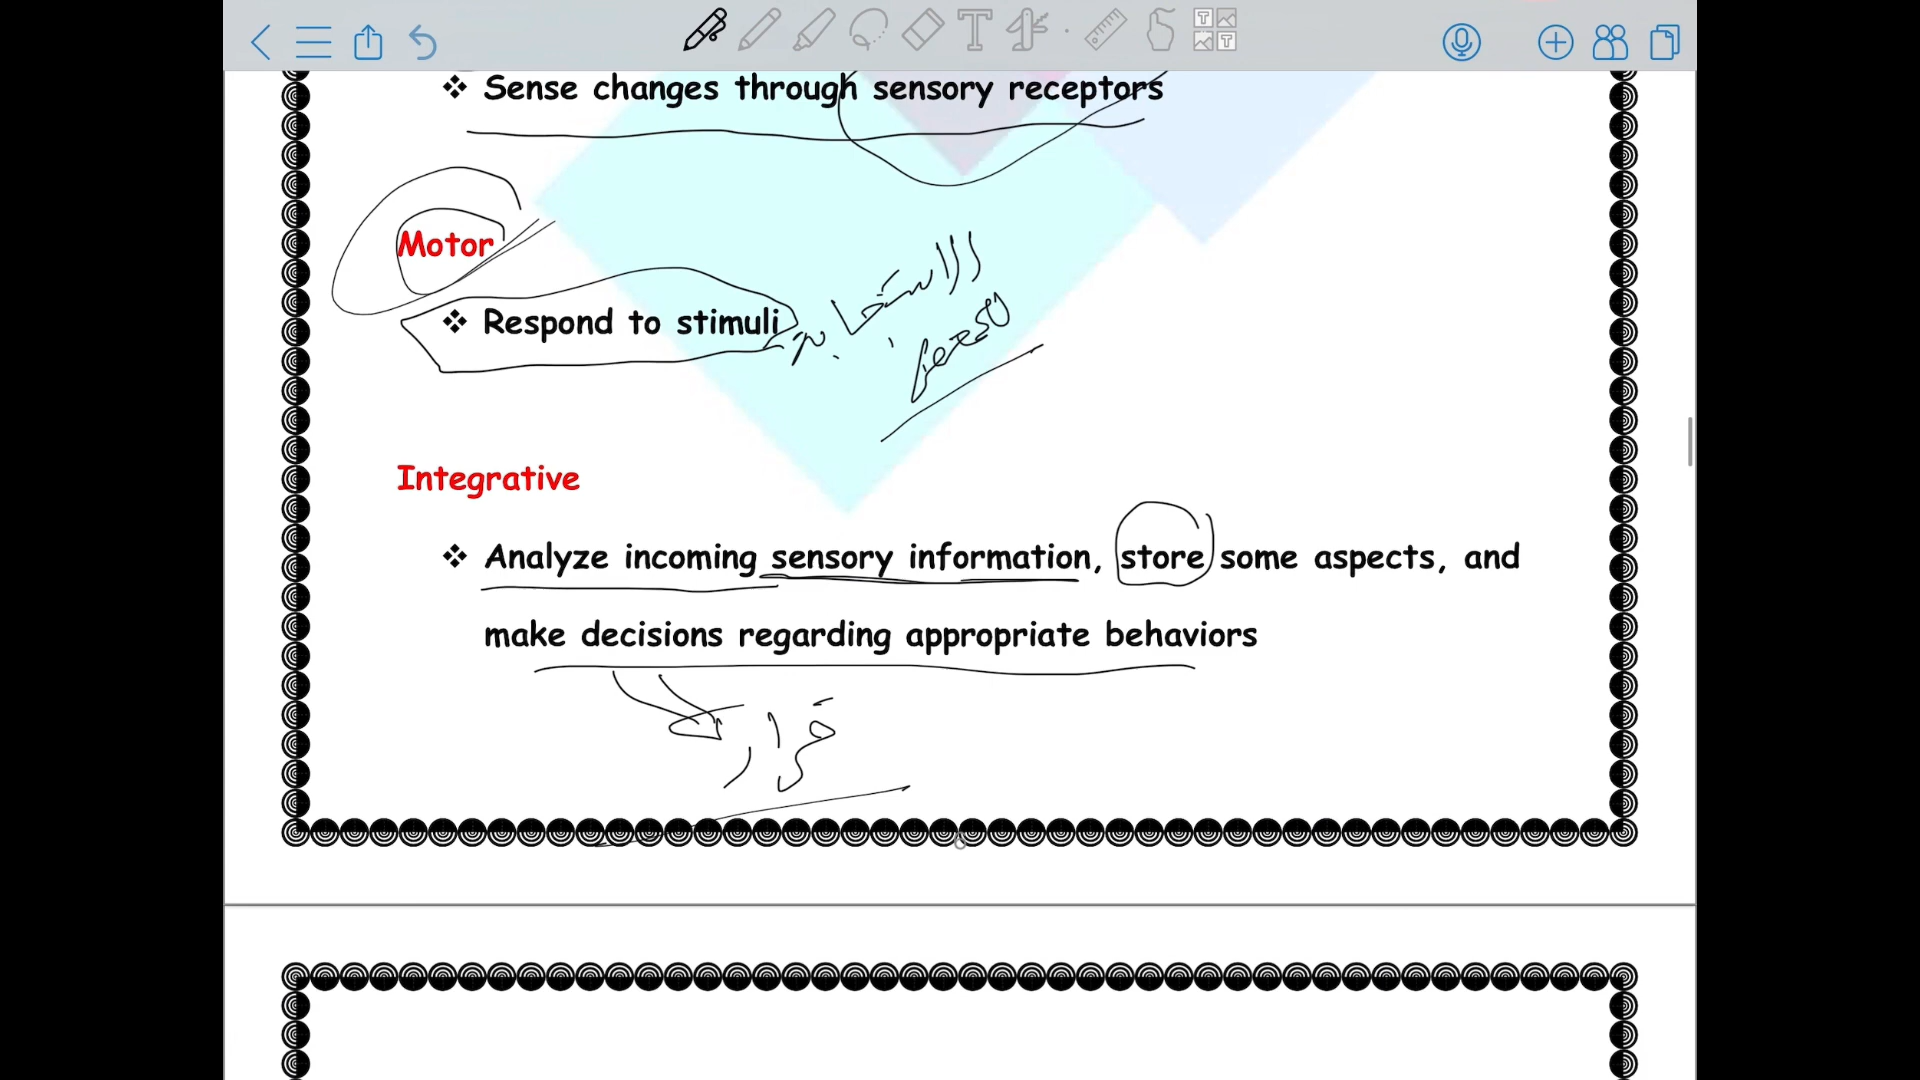 ❖ Sense changes through sensory receptors
Motor
❖ Respond to stimuli
الاستجابة
Integrative
❖ Analyze incoming sensory information, store some aspects, and
make decisions regarding appropriate behaviors
قرار